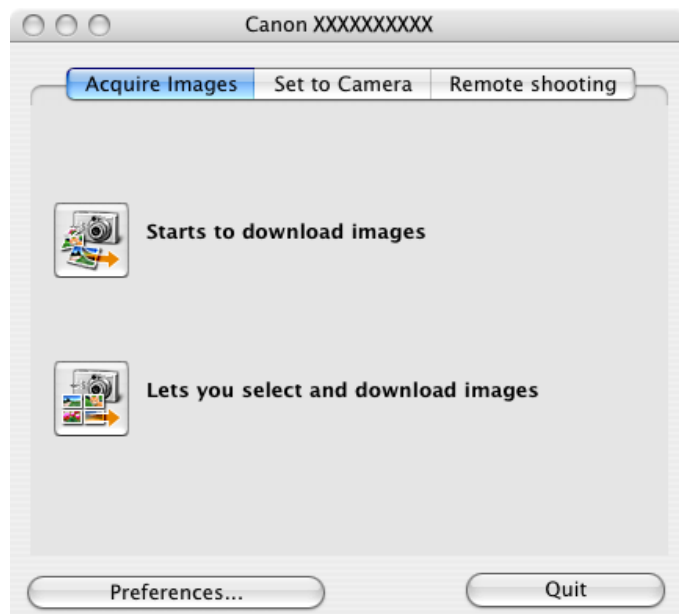 Canon XXXXXXXXXX
Acquire Images Set to Camera Remote shooting
Starts to download images
Lets you select and download images
Preferences... Quit